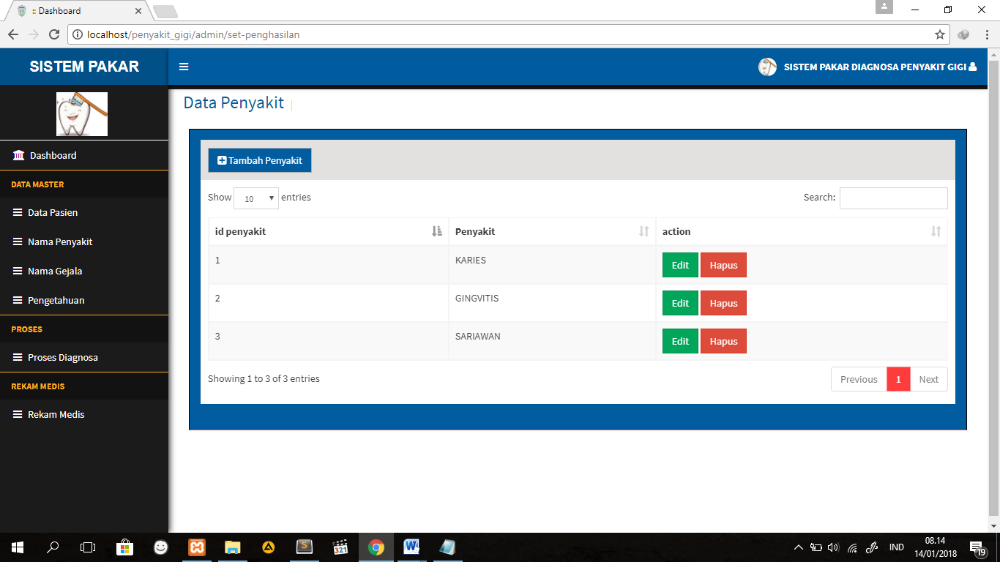 :: Dashboard
localhost/penyakit_gigi/admin/set-penghasilan
SISTEM PAKAR
SISTEM PAKAR DIAGNOSA PENYAKIT GIGI
Data Penyakit
Dashboard
DATA MASTER
Data Pasien
Nama Penyakit
Nama Gejala
Pengetahuan
PROSES
Proses Diagnosa
REKAM MEDIS
Rekam Medis
Tambah Penyakit
Show 10 entries
Search:
id penyakit Penyakit action
1 KARIES Edit Hapus
2 GINGVITIS Edit Hapus
3 SARIAWAN Edit Hapus
Showing 1 to 3 of 3 entries
Previous 1 Next
321
S
W
IND
08.14
14/01/2018
19